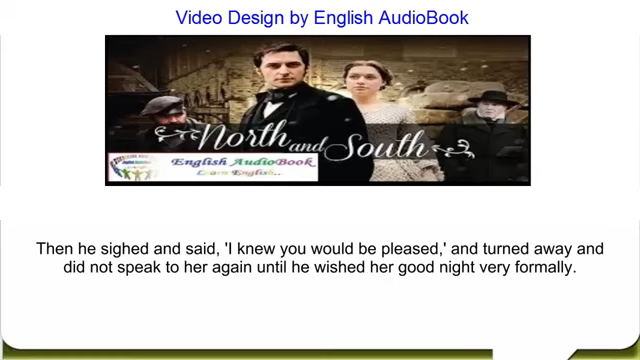 Video Design by English AudioBook
North and South
English AudioBook
Learn English...
Then he sighed and said, 'I knew you would be pleased,' and turned away and
did not speak to her again until he wished her good night very formally.